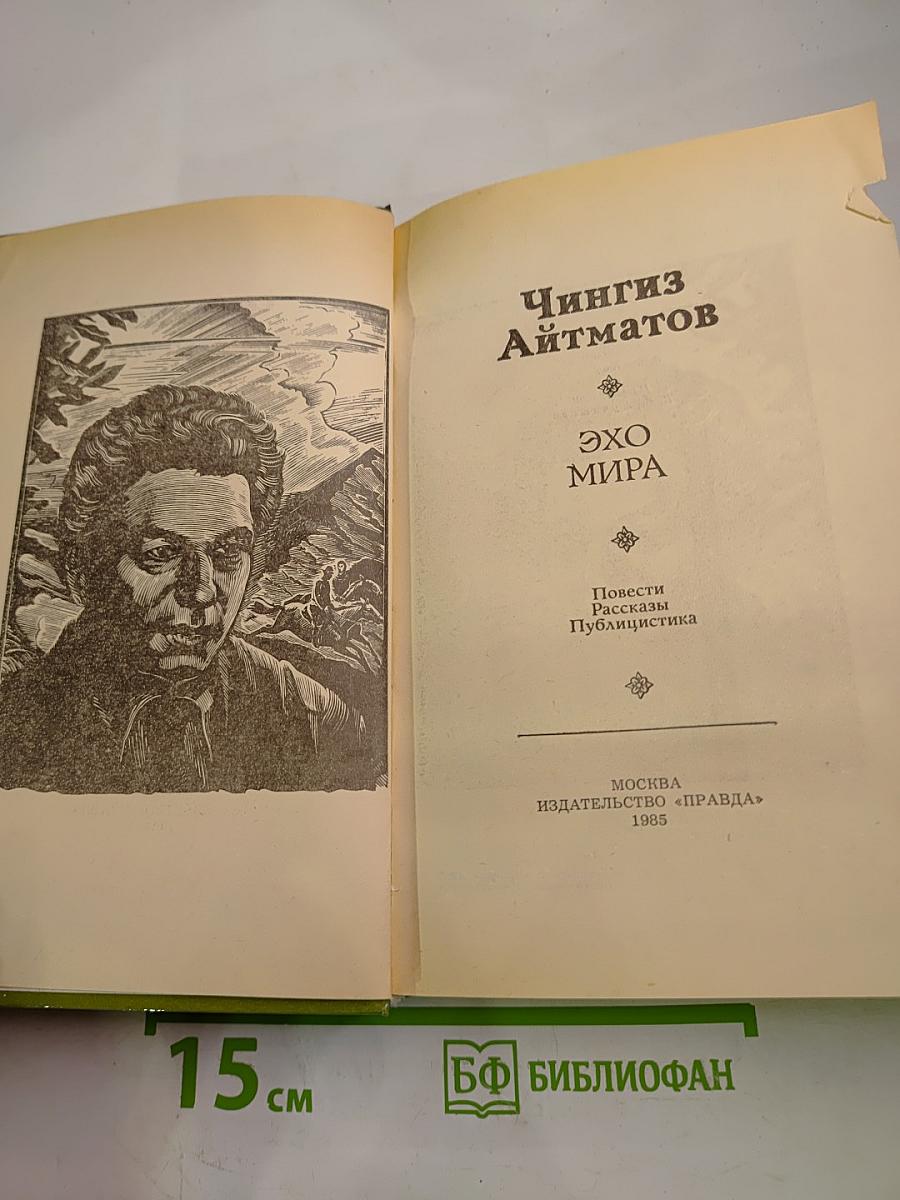 Чингиз
Айтматов
ЭХО
МИРА
Повести
Рассказы
Публицистика
МОСКВА
ИЗДАТЕЛЬСТВО «ПРАВДА»
1985
15 см
БФ БИБЛИОФАН